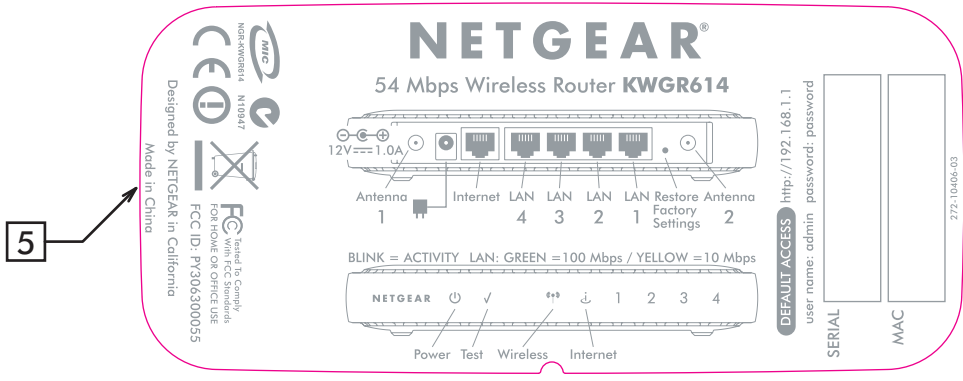 5
MIC
NGR-KWGR614
N10947
Designed by NETGEAR in California
Made in China
FC Tested To Comply
With FCC Standards
FOR HOME OR OFFICE USE
FCC ID: PY306300055
NETGEAR®
54 Mbps Wireless Router KWGR614
12V 1.0A
Antenna 1
Internet
LAN 4
LAN 3
LAN 2
LAN 1
Restore Factory Settings
Antenna 2
BLINK = ACTIVITY LAN: GREEN =100 Mbps / YELLOW =10 Mbps
NETGEAR
1 2 3 4
Power Test Wireless Internet
DEFAULT ACCESS http://192.168.1.1
user name: admin password: password
SERIAL
MAC
272-10406-03